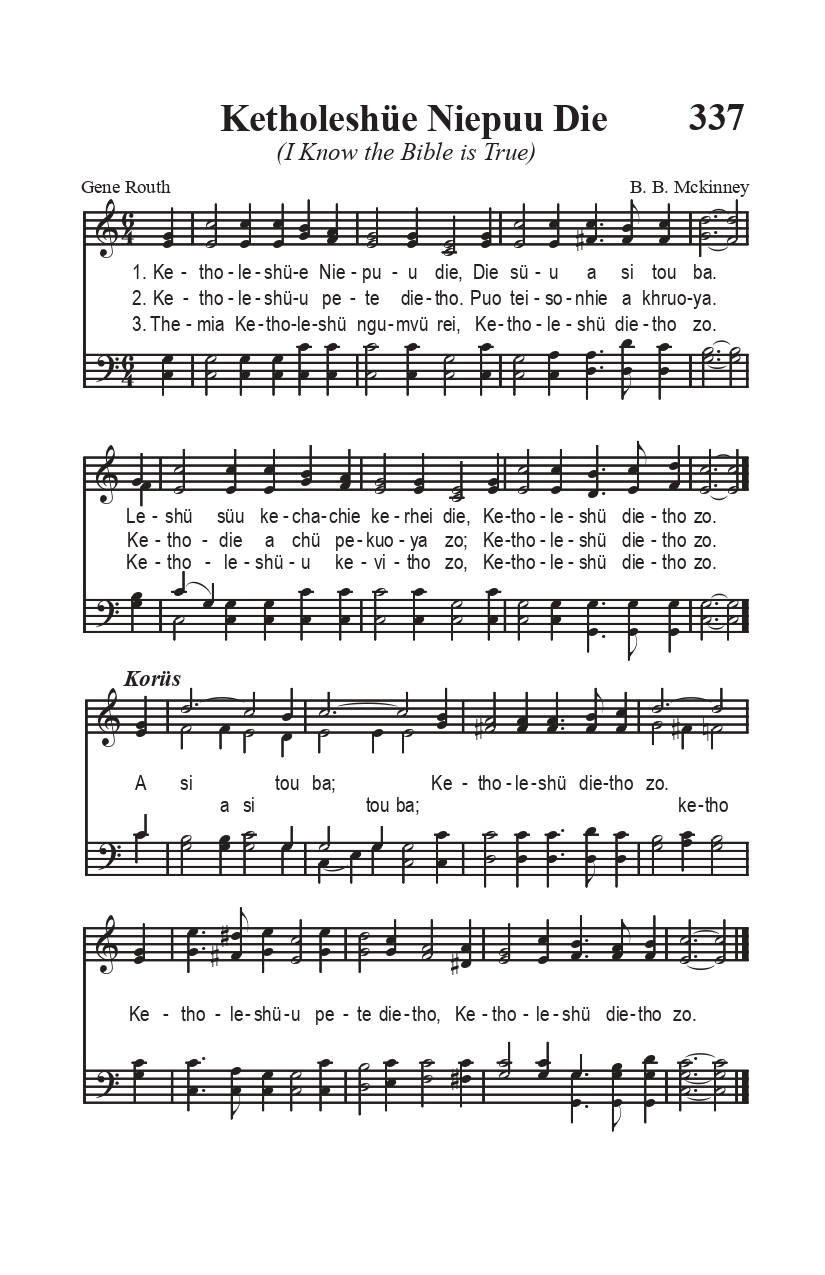 Ketholeshüe Niepuu Die 337
(I Know the Bible is True)
Gene Routh B. B. Mckinney
1. Ke - tho - le - shü-e Nie - pu - u die, Die sü - u a si tou ba.
2. Ke - tho - le - shü-u pe - te die-tho. Puo tei - so-nhie a khruo-ya.
3. The-mia Ke-tho-le-shü ngu-mvü rei, Ke-tho - le - shü die-tho zo.
Le - shü süu ke-cha-chie ke-rhei die, Ke-tho-le-shü die-tho zo.
Ke-tho-die a chü pe-kuo-ya zo; Ke-tho-le-shü die-tho zo.
Ke-tho - le-shü-u ke-vi-tho zo, Ke-tho-le-shü die-tho zo.
Korüs
A si tou ba; Ke - tho-le-shü die-tho zo.
a si tou ba; ke-tho
Ke - tho - le-shü-u pe-te die-tho, Ke-tho - le-shü die-tho zo.